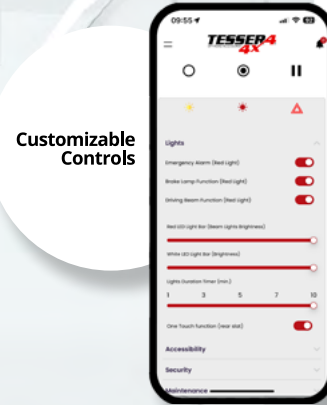 Customizable
Controls
09:55
TESSER4
4X
Lights
Emergency Alarm (Red Light)
Brake Lamp Function (Red Light)
Driving Beam Function (Red Light)
Red LED Light Bar (Beam Lights Brightness)
White LED Light Bar (Brightness)
Lights Duration Timer (min.)
1 3 5 7 10
One Touch function (rear slat)
Accessibility
Security
Maintenance